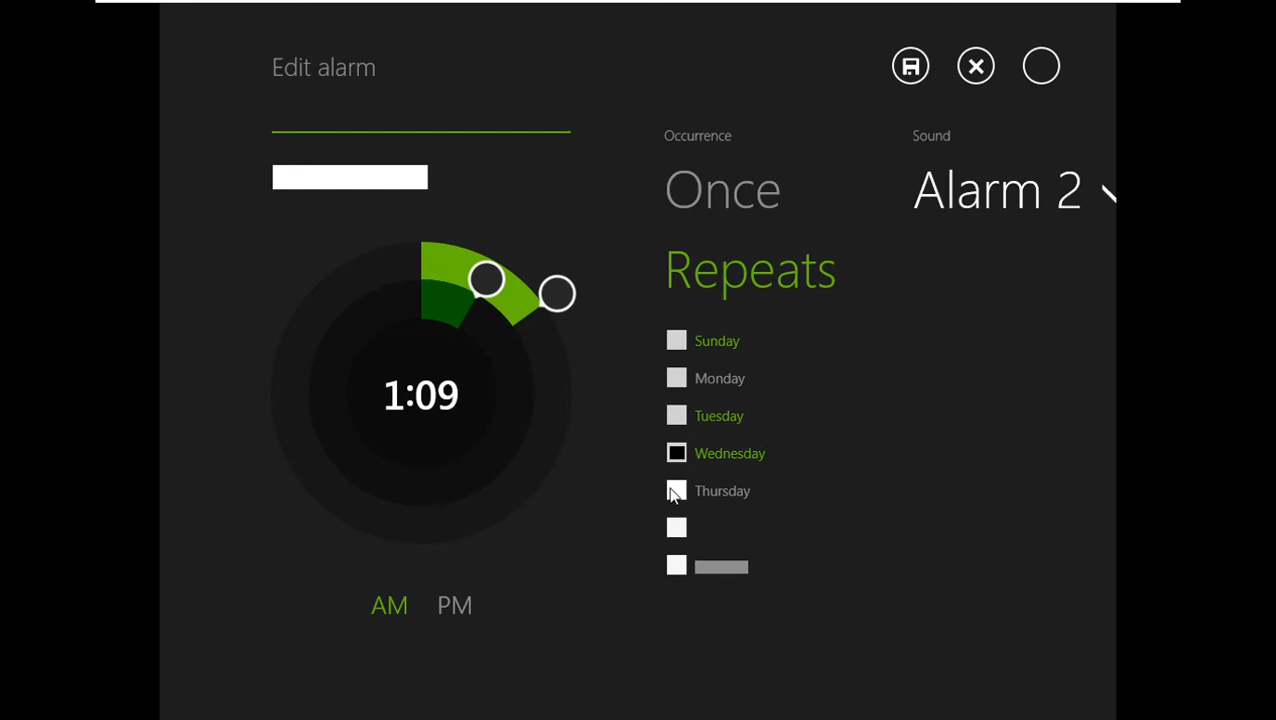 Edit alarm
Occurrence
Sound
Once
Alarm 2
Repeats
Sunday
Monday
Tuesday
1:09
Wednesday
Thursday
AM PM